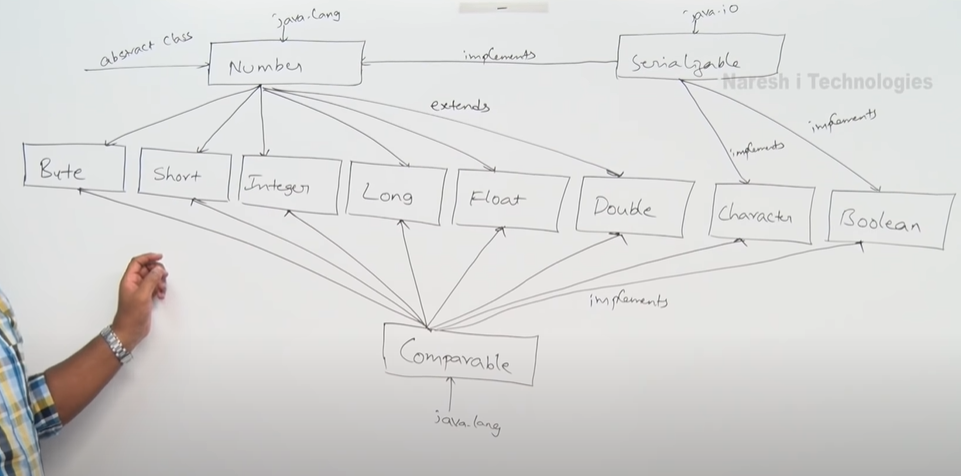 java.lang
java.io
abstract class
Number
implements
Serializable
Naresh i Technologies
extends
implements
implements
Byte
Short
Integer
Long
Float
Double
Character
Boolean
implements
Comparable
java.lang